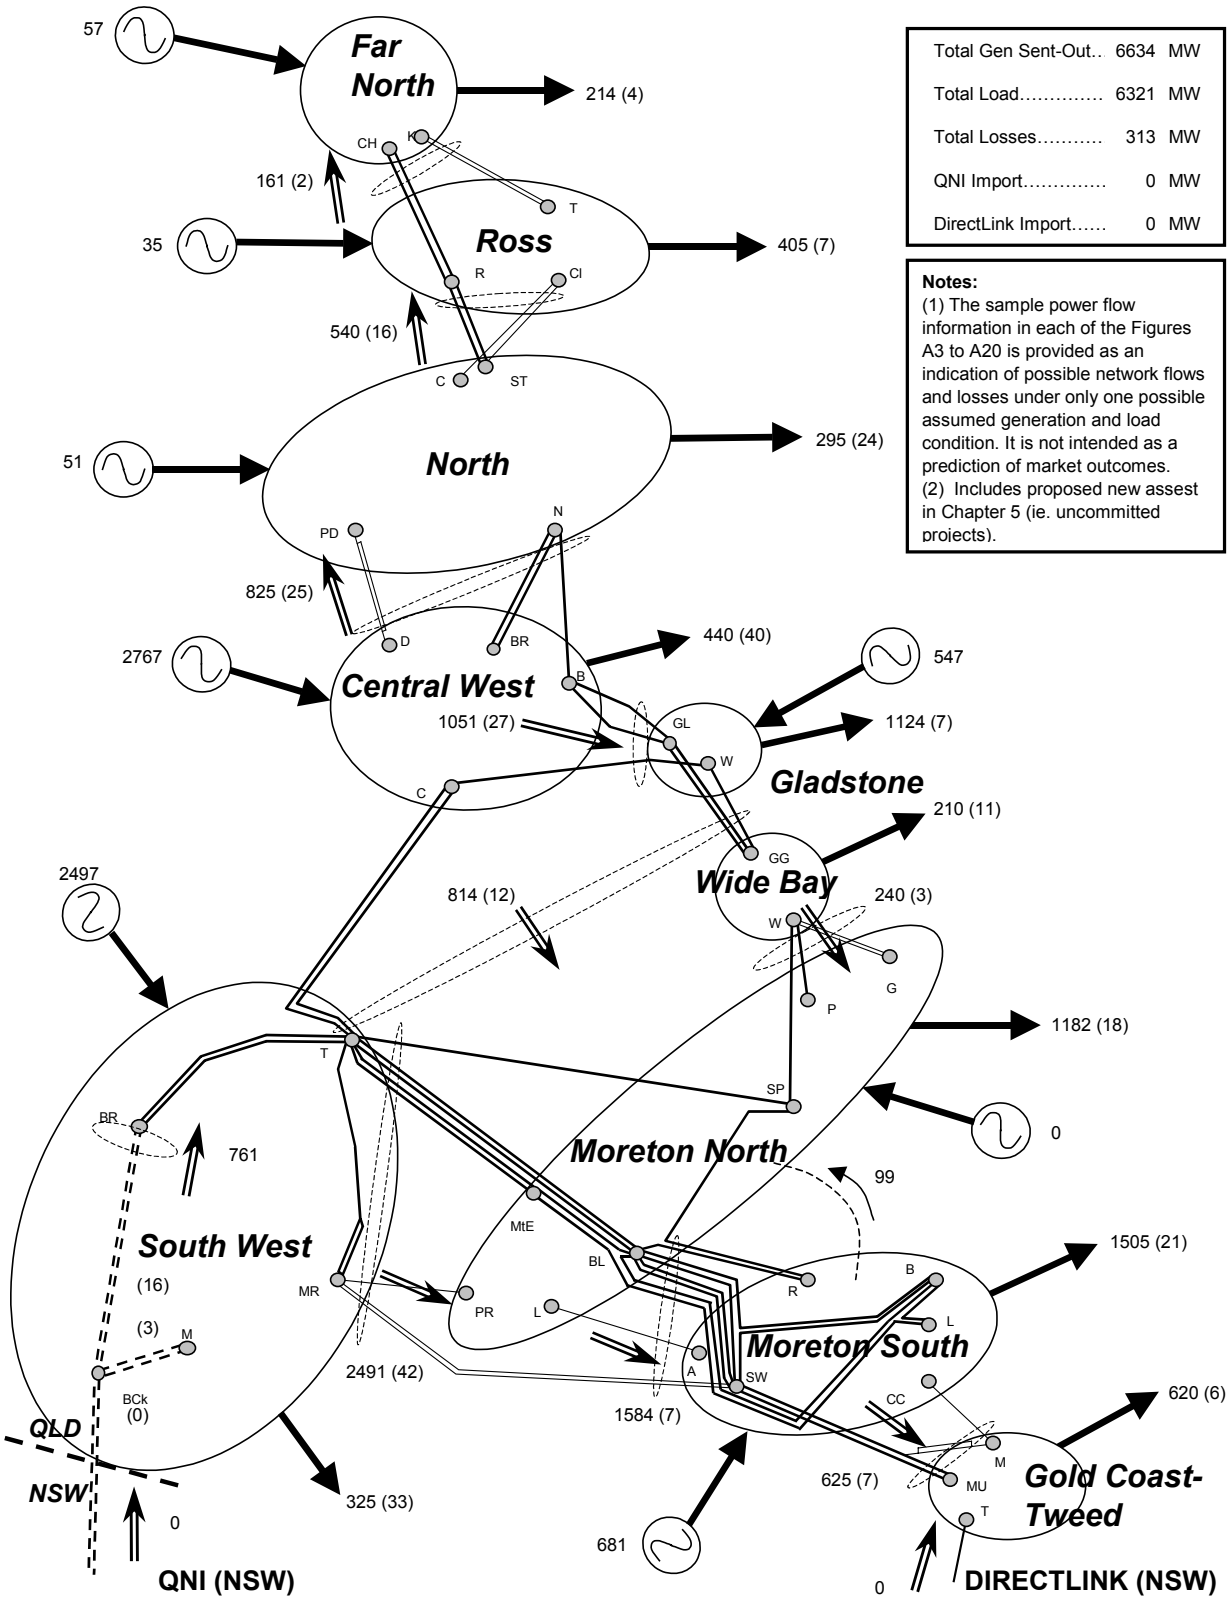 57
Far
North
214 (4)
CH
K
161 (2)
T
35
Ross
405 (7)
R
Cl
540 (16)
C
ST
295 (24)
51
North
PD
N
825 (25)
D
BR
440 (40)
2767
547
B
Central West
1051 (27)
GL
1124 (7)
W
Gladstone
C
210 (11)
GG
Wide Bay
2497
814 (12)
240 (3)
W
G
P
1182 (18)
T
SP
BR
0
Moreton North
761
99
MtE
South West
1505 (21)
BL
B
(16)
MR
R
PR
L
L
(3)
M
Moreton South
A
2491 (42)
SW
BCk
CC
620 (6)
(0)
1584 (7)
QLD
M
Gold Coast-
Tweed
NSW
325 (33)
625 (7)
MU
T
0
681
QNI (NSW)
0
DIRECTLINK (NSW)
Total Gen Sent-Out.. 6634 MW
Total Load.............. 6321 MW
Total Losses........... 313 MW
QNI Import.............. 0 MW
DirectLink Import...... 0 MW
Notes:
(1) The sample power flow
information in each of the Figures
A3 to A20 is provided as an
indication of possible network flows
and losses under only one possible
assumed generation and load
condition. It is not intended as a
prediction of market outcomes.
(2) Includes proposed new assest
in Chapter 5 (ie. uncommitted
projects).